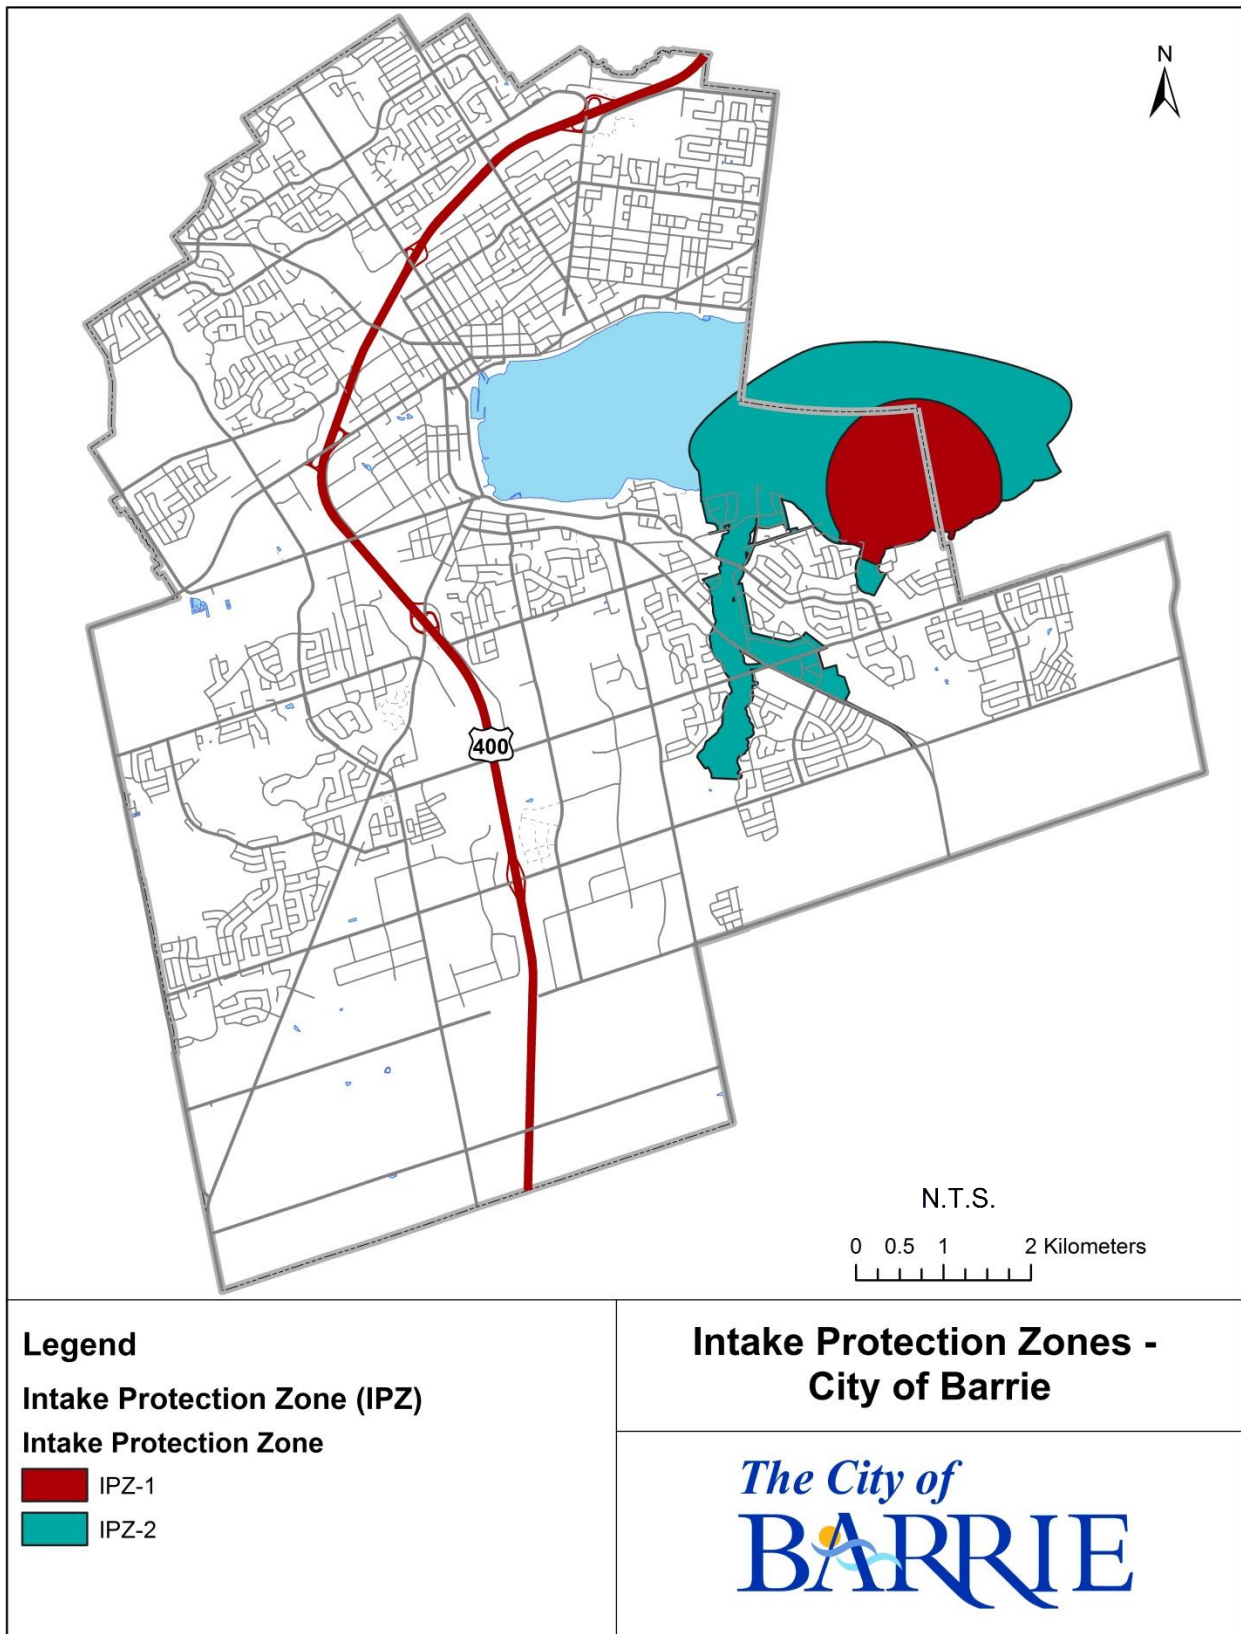 N
400
N.T.S.
0 0.5 1 2 Kilometers
Legend
Intake Protection Zone (IPZ)
Intake Protection Zone
IPZ-1
IPZ-2
Intake Protection Zones -
City of Barrie
The City of
BARRIE